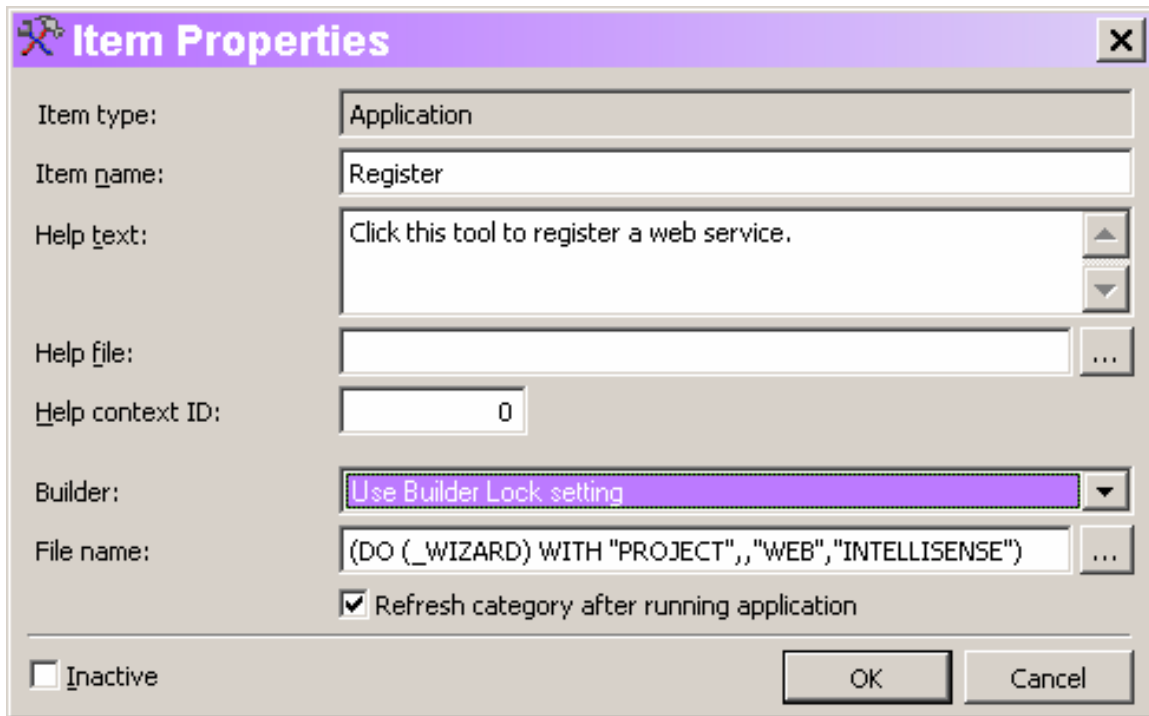 Item Properties
Item type: Application
Item name: Register
Help text: Click this tool to register a web service.
Help file: ...
Help context ID: 0
Builder: Use Builder Lock setting
File name: (DO (_WIZARD) WITH "PROJECT",,"WEB","INTELLISENSE") ...
Refresh category after running application
Inactive OK Cancel